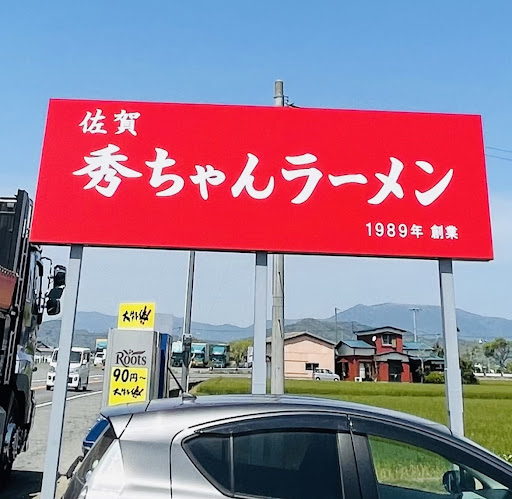 佐賀
秀ちゃんラーメン
1989年 創業
Roots
90円〜